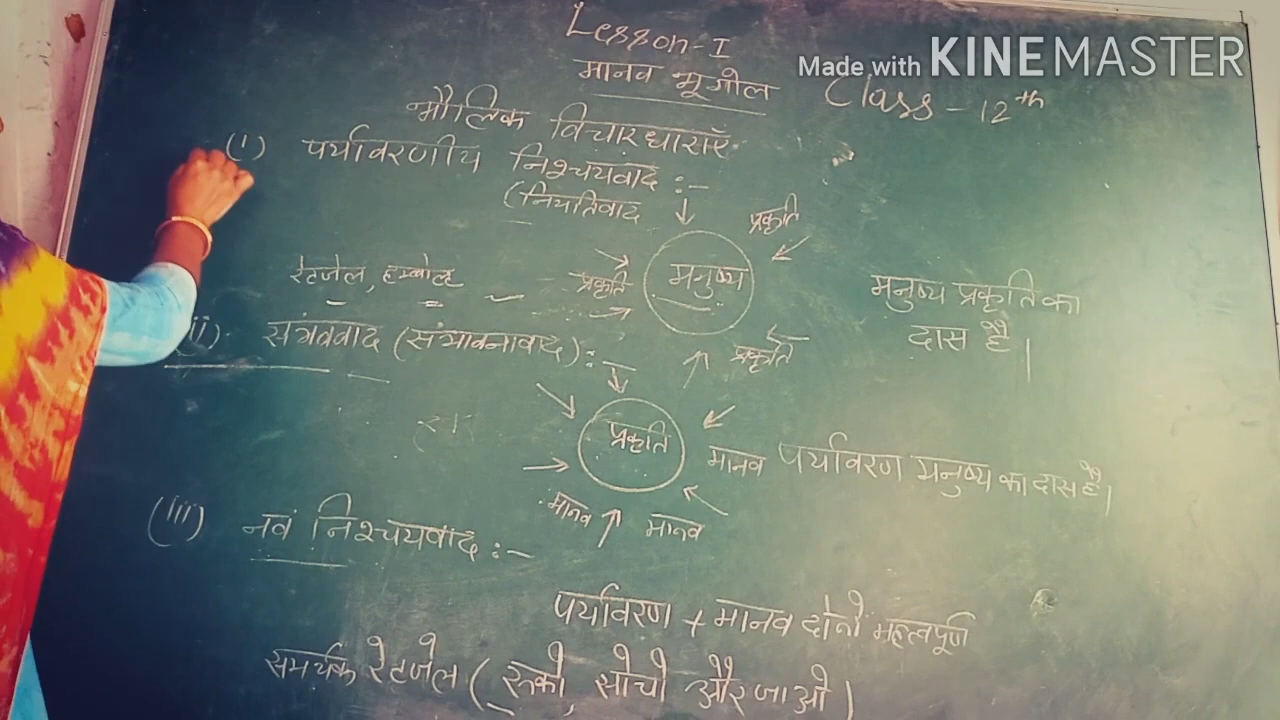 Lesson-I
Made with KINEMASTER
मानव भूगोल Class - 12th
मौलिक विचारधाराएँ
(i) पर्यावरणीय निश्चयवाद :-
(नियतिवाद
प्रकृति
रेटजेल, हम्बोल्ट
प्रकृति
मनुष्य
मनुष्य प्रकृति का
दास है।
प्रकृति
(ii) संभववाद (संभावनावाद) :-
प्रकृति
मानव पर्यावरण मनुष्य का दास है।
मानव
मानव
(iii) नवं निश्चयवाद :-
पर्यावरण + मानव दोनो महत्वपूर्ण
समर्थक रेटजेल (रुको, सोचो और जाओ)